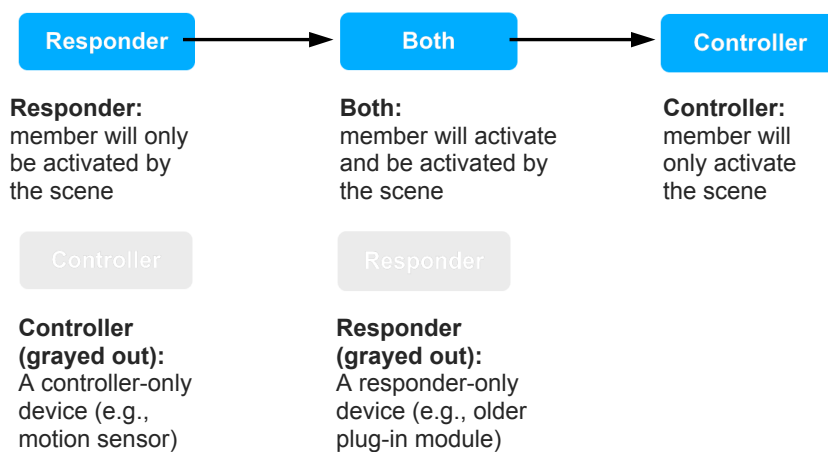 Responder
Both
Controller
Responder:
member will only
be activated by
the scene
Both:
member will activate
and be activated by
the scene
Controller:
member will
only activate
the scene
Controller
Responder
Controller
(grayed out):
A controller-only
device (e.g.,
motion sensor)
Responder
(grayed out):
A responder-only
device (e.g., older
plug-in module)